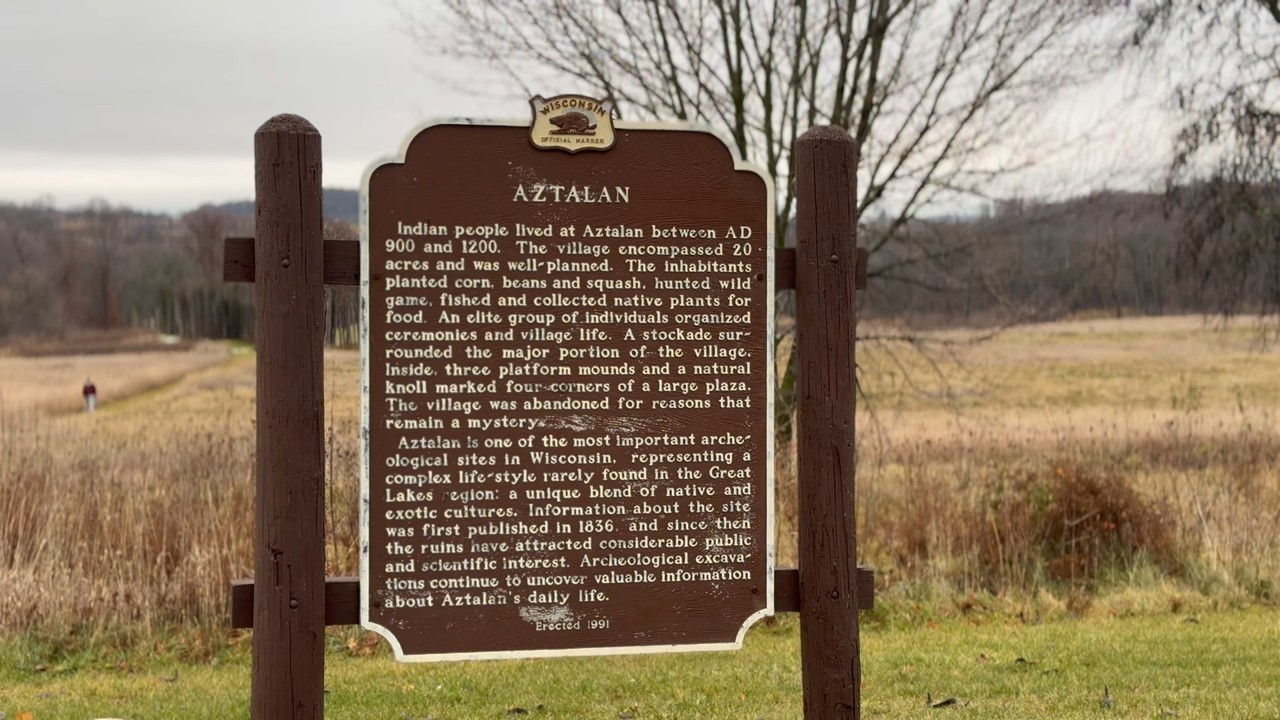 WISCONSIN
OFFICIAL MARKER
AZTALAN
Indian people lived at Aztalan between AD
900 and 1200. The village encompassed 20
acres and was well-planned. The inhabitants
planted corn, beans and squash, hunted wild
game, fished and collected native plants for
food. An elite group of individuals organized
ceremonies and village life. A stockade sur-
rounded the major portion of the village.
Inside, three platform mounds and a natural
knoll marked four corners of a large plaza.
The village was abandoned for reasons that
remain a mystery.
Aztalan is one of the most important arche-
ological sites in Wisconsin, representing a
complex life-style rarely found in the Great
Lakes region: a unique blend of native and
exotic cultures. Information about the site
was first published in 1836, and since then
the ruins have attracted considerable public
and scientific interest. Archeological excava-
tions continue to uncover valuable information
about Aztalan's daily life.
Erected 1991